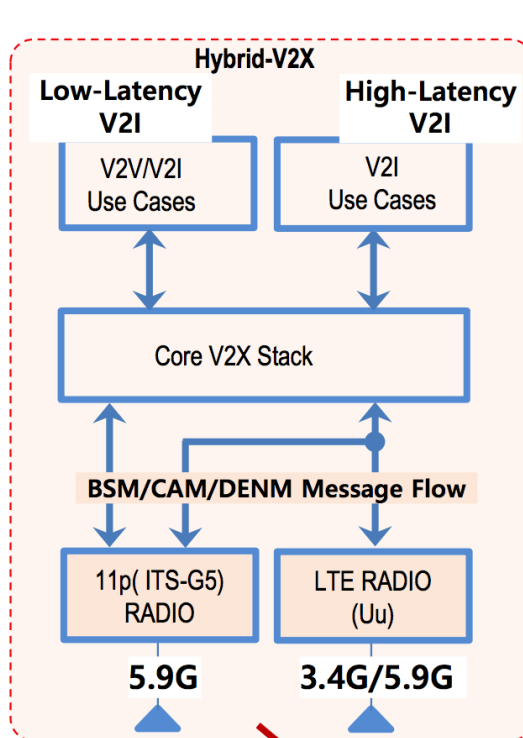 Hybrid-V2X
Low-Latency
V2I
High-Latency
V2I
V2V/V2I
Use Cases
V2I
Use Cases
Core V2X Stack
BSM/CAM/DENM Message Flow
11p( ITS-G5)
RADIO
LTE RADIO
(Uu)
5.9G
3.4G/5.9G